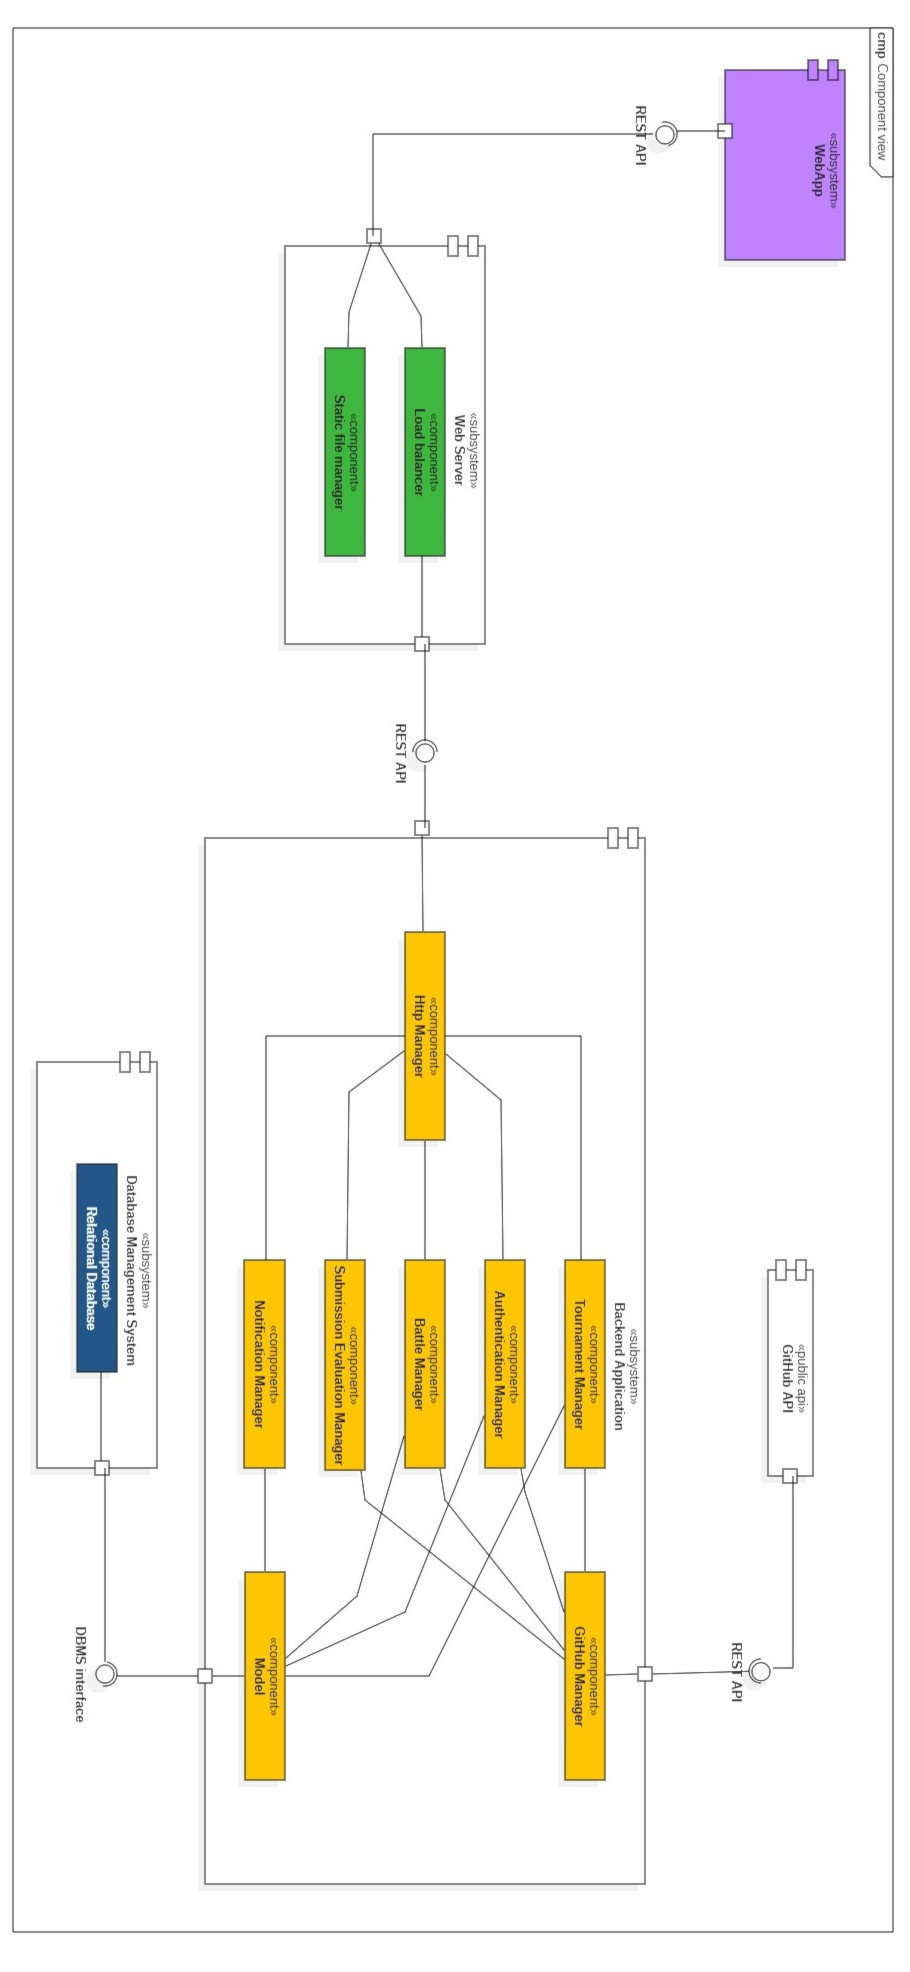 cmp Component view
«subsystem»
WebApp
REST API
«subsystem»
Web Server
«component»
Load balancer
«component»
Static file manager
REST API
«subsystem»
Backend Application
«component»
Http Manager
«component»
Tournament Manager
«component»
Authentication Manager
«component»
Battle Manager
«component»
Submission Evaluation Manager
«component»
Notification Manager
«component»
GitHub Manager
«component»
Model
«public api»
GitHub API
REST API
«subsystem»
Database Management System
«component»
Relational Database
DBMS interface